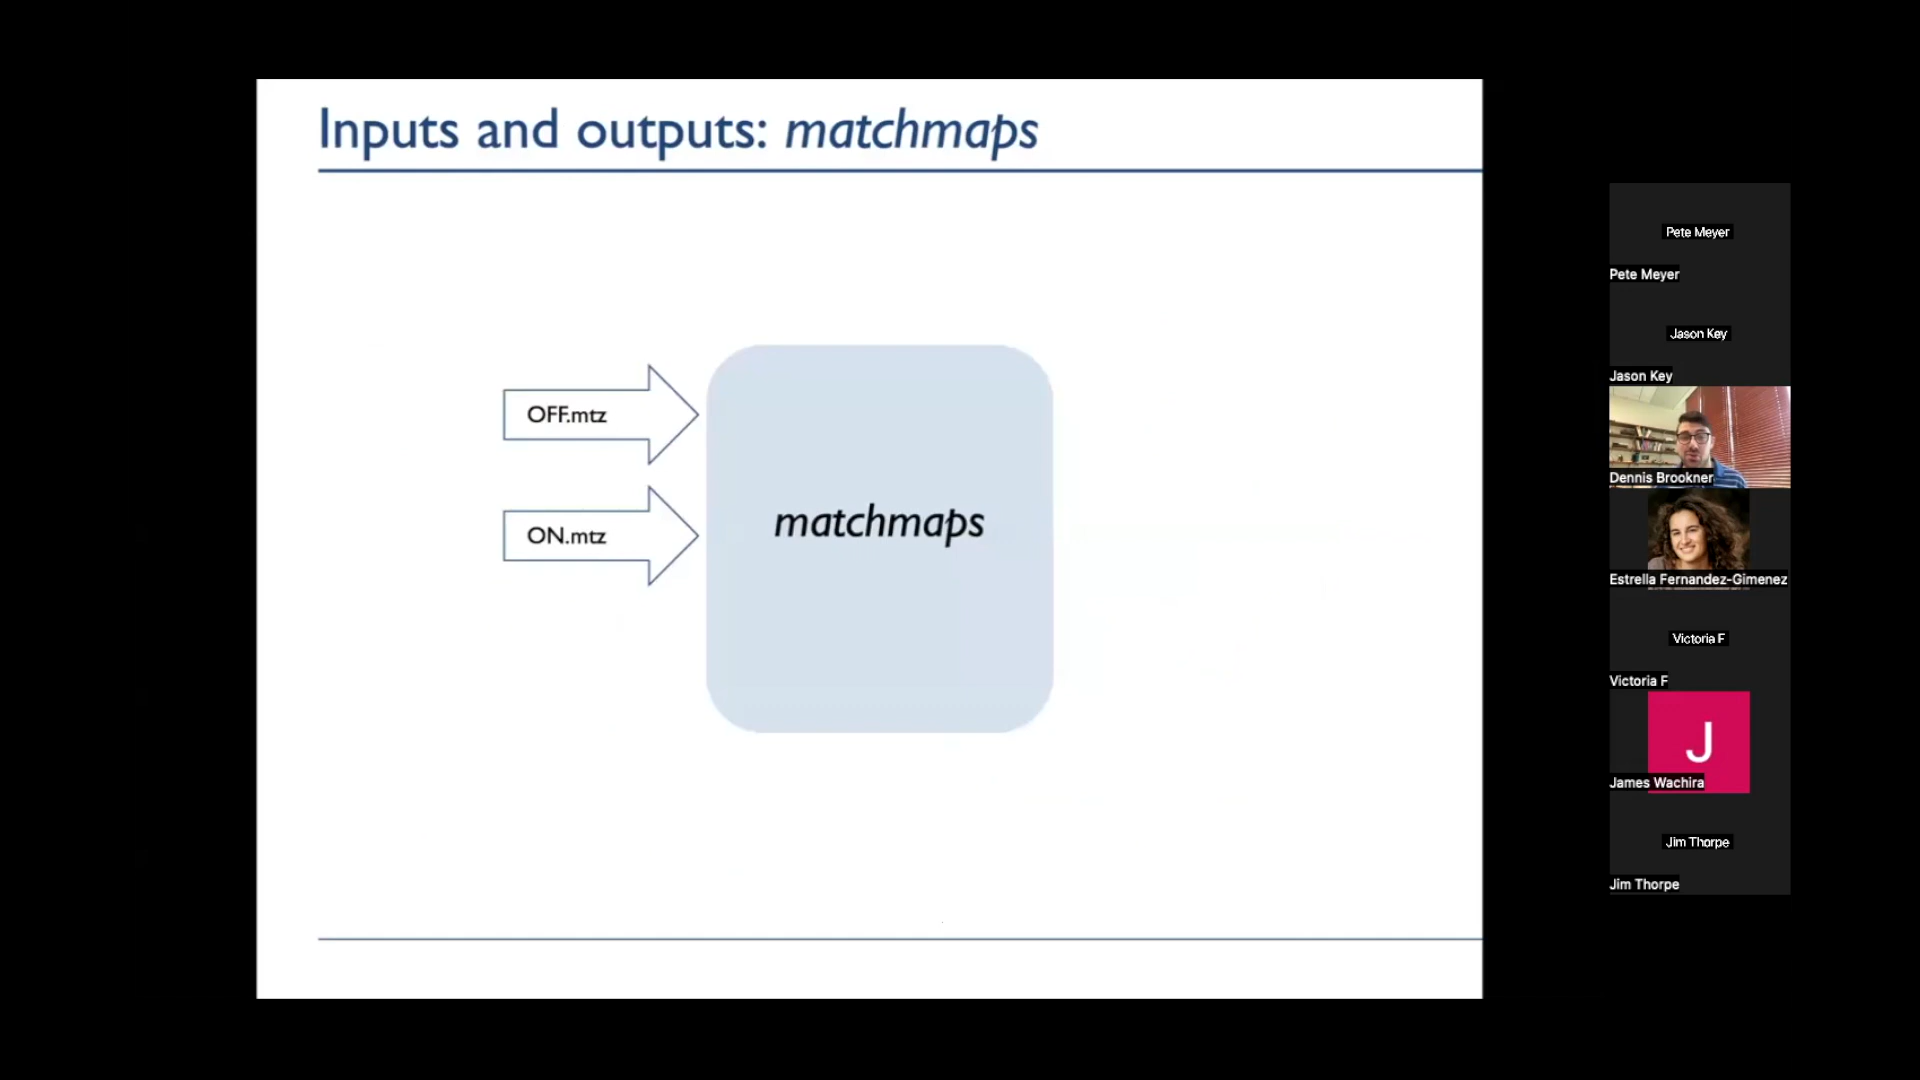 Inputs and outputs: matchmaps
OFF.mtz
ON.mtz
matchmaps
Pete Meyer
Pete Meyer
Jason Key
Jason Key
Dennis Brookner
Estrella Fernandez-Gimenez
Victoria F
Victoria F
J
James Wachira
Jim Thorpe
Jim Thorpe